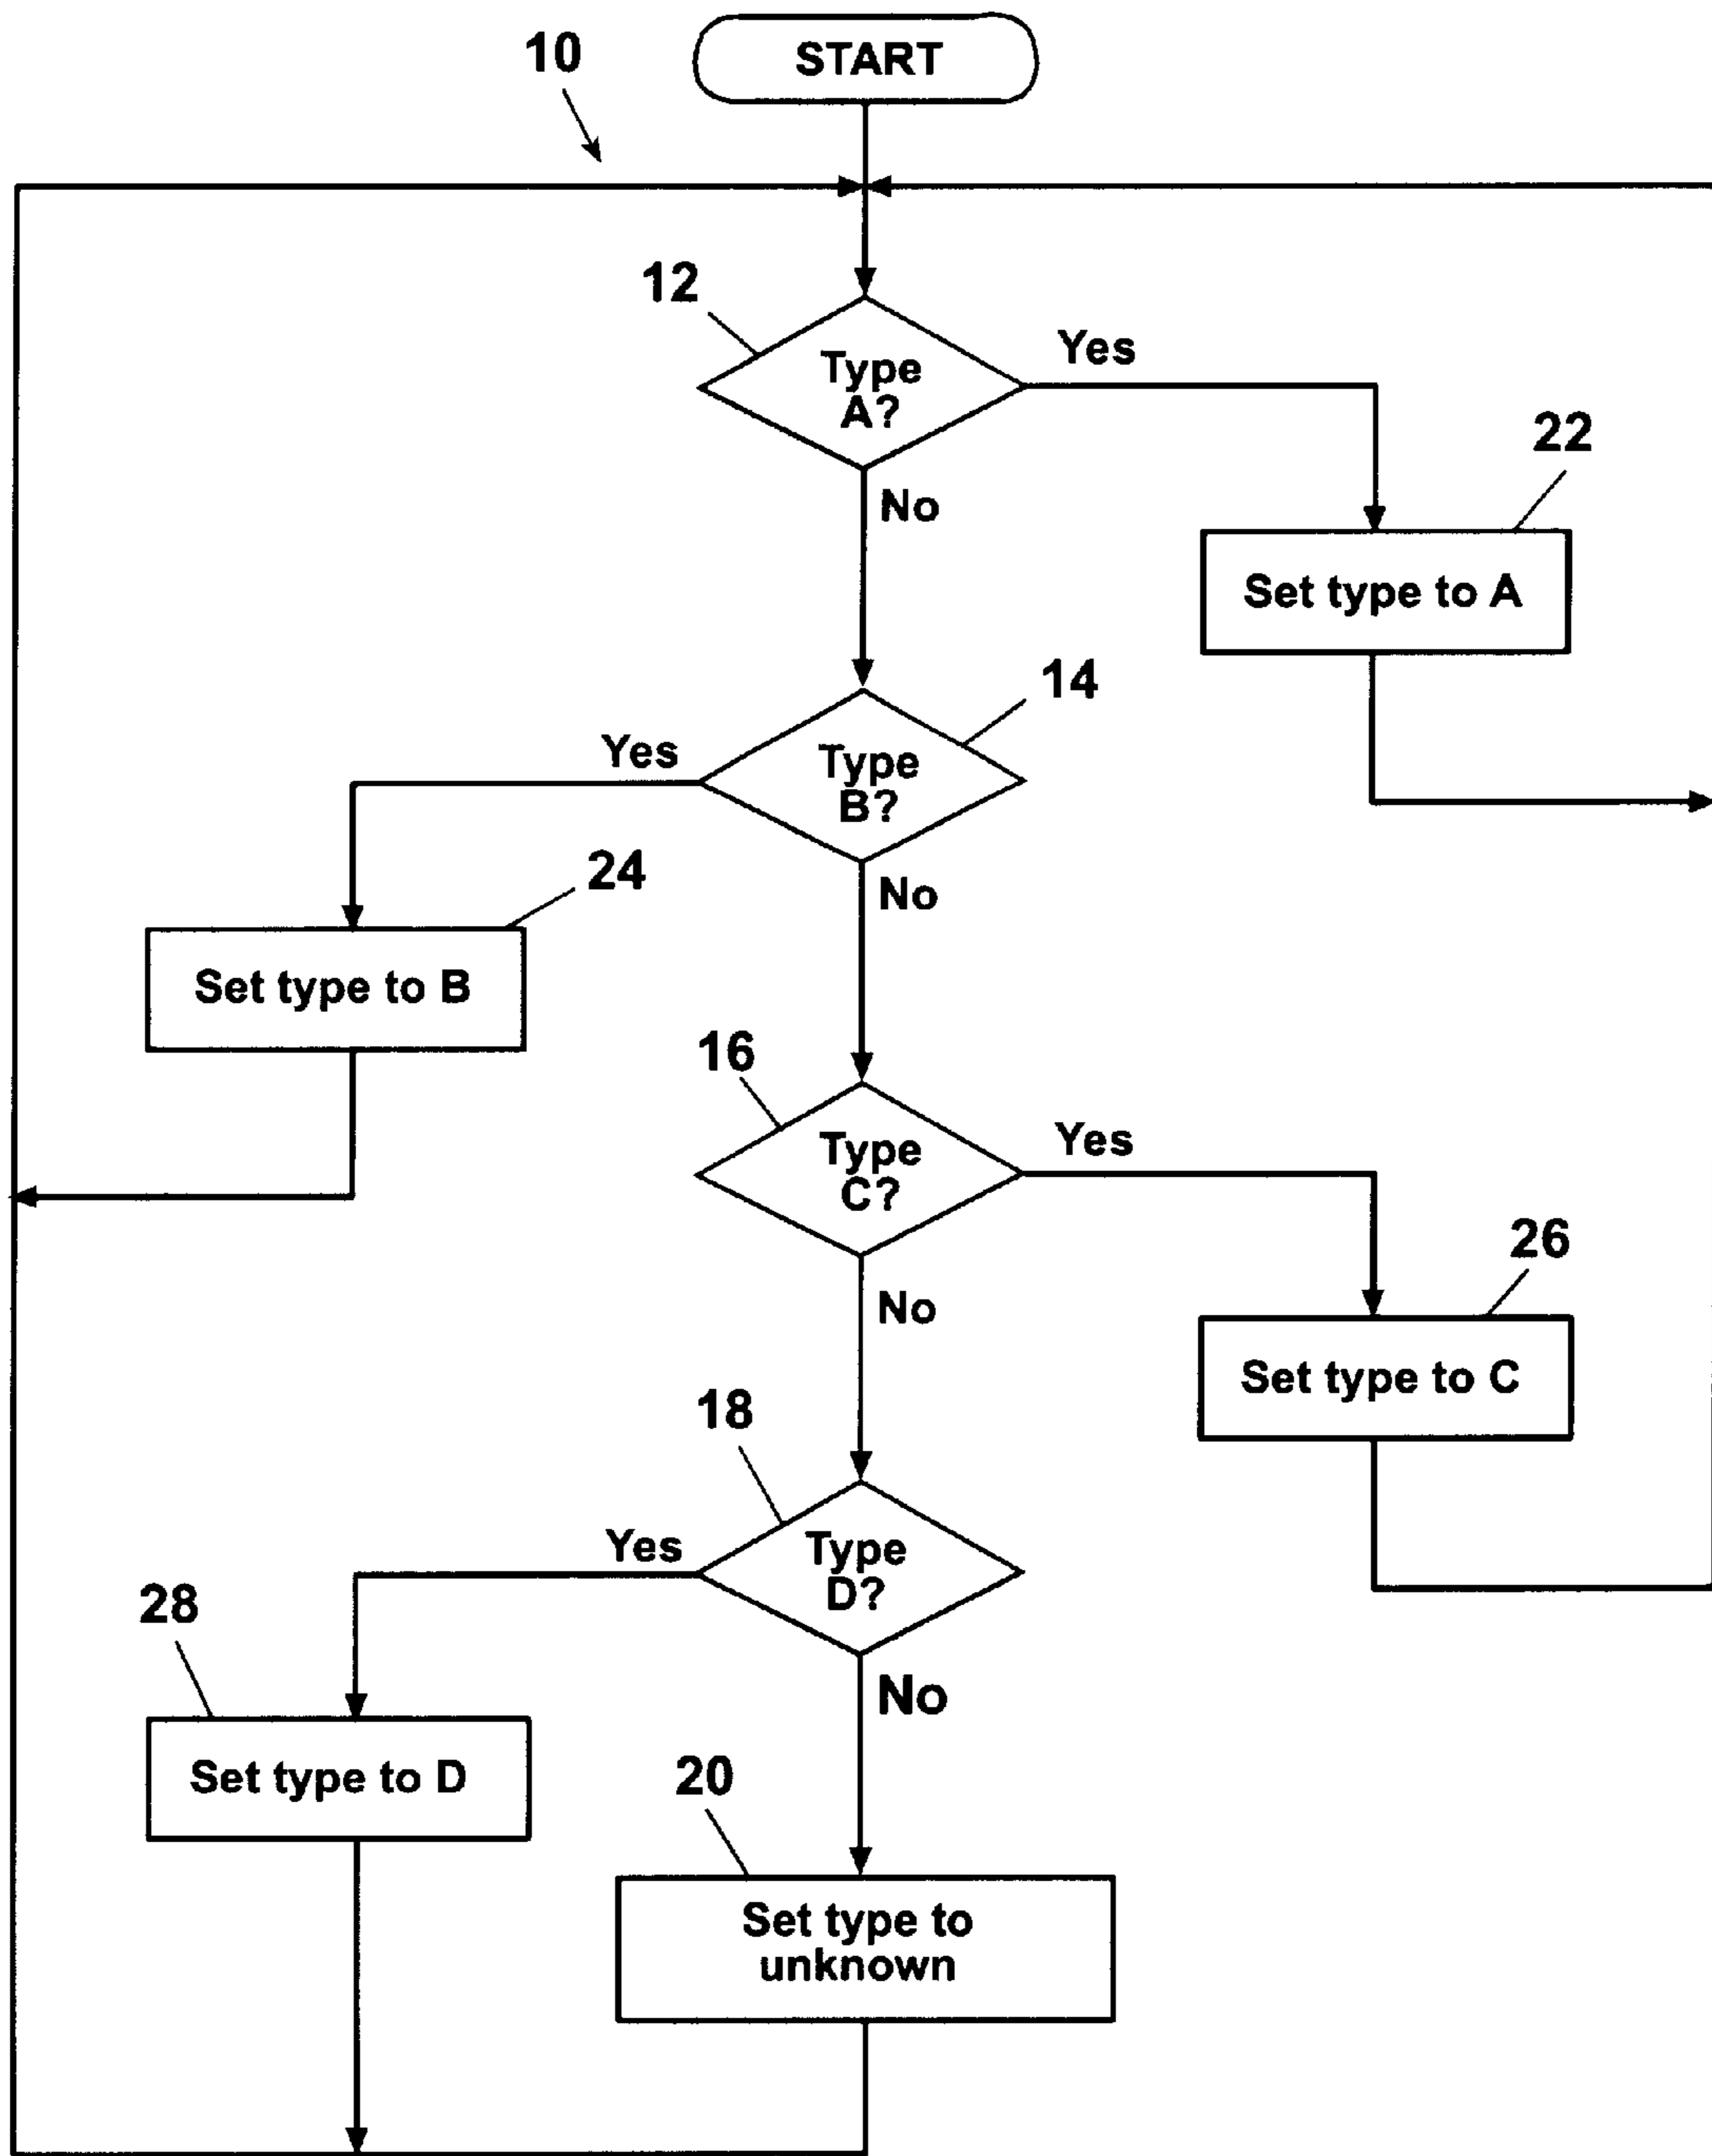 START
10
12
Type
A?
Yes
No
22
Set type to A
14
Type
B?
Yes
No
24
Set type to B
16
Type
C?
Yes
No
26
Set type to C
18
Type
D?
Yes
No
28
Set type to D
20
Set type to
unknown